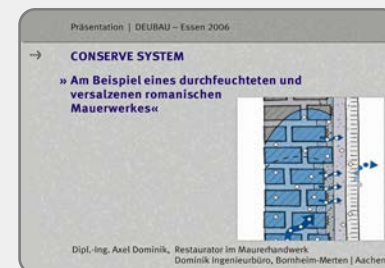 Präsentation | DEUBAU – Essen 2006
CONSERVE SYSTEM
» Am Beispiel eines durchfeuchteten und
versalzenen romanischen
Mauerwerkes«
Dipl.-Ing. Axel Dominik, Restaurator im Maurerhandwerk
Dominik Ingenieurbüro, Bornheim-Merten | Aachen